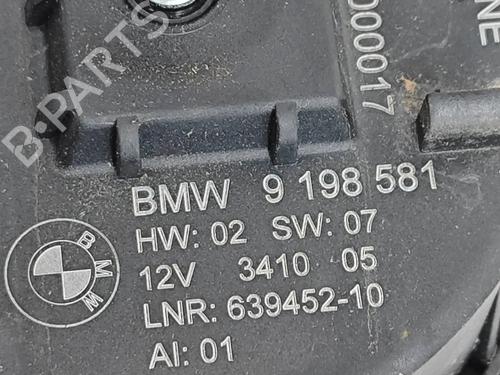 B-PARTS
000017
NE
BMW 9 198 581
HW: 02 SW: 07
12V 3410 05
LNR: 639452-10
AI: 01
BMW